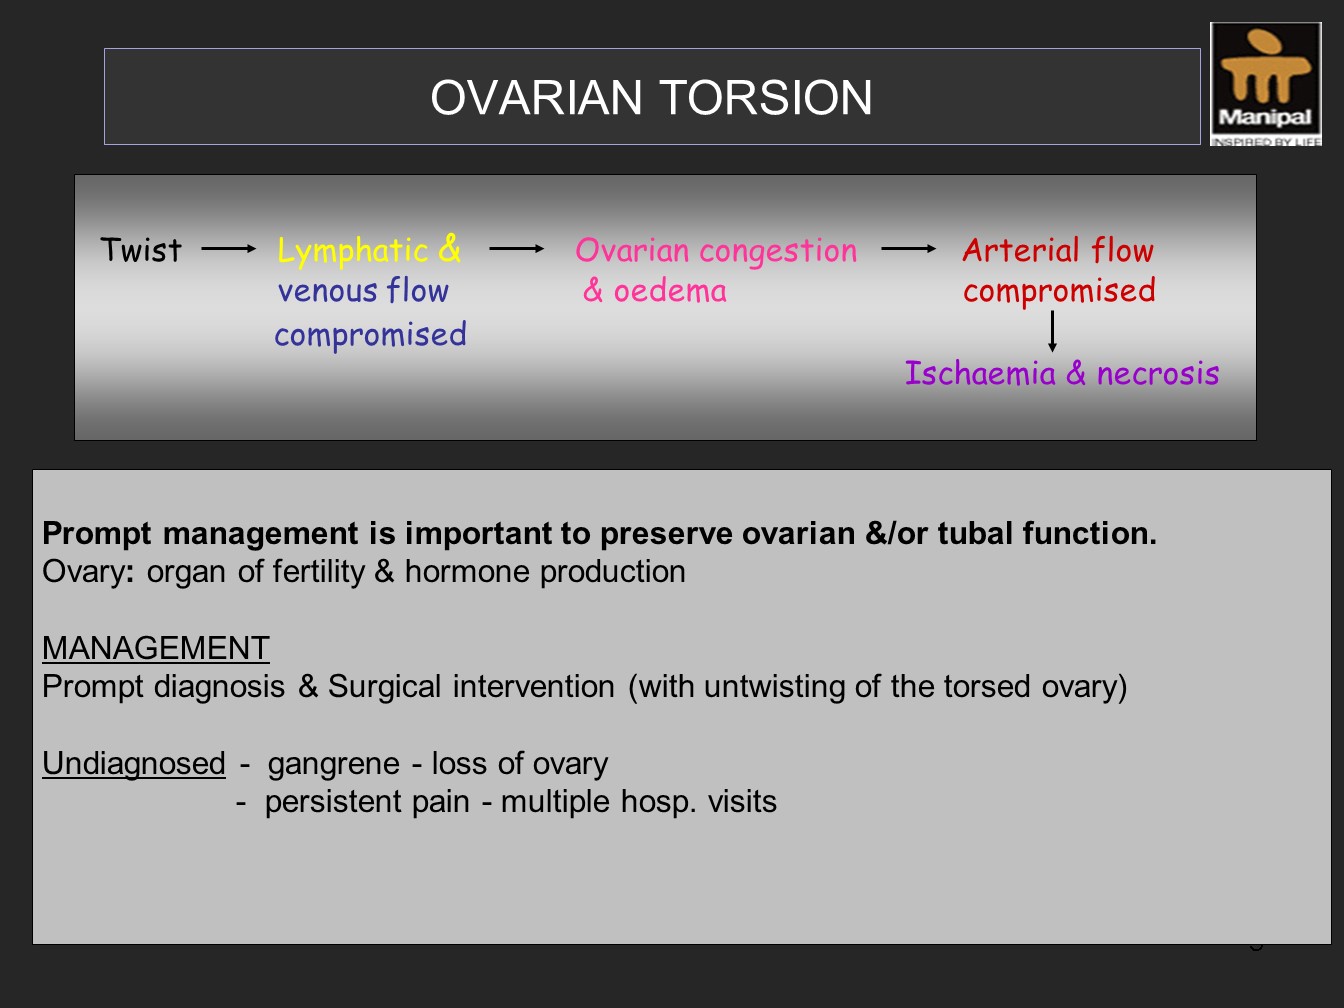 OVARIAN TORSION
Manipal
INSPIRED BY LIFE
Twist
Lymphatic &
venous flow
compromised
Ovarian congestion
& oedema
Arterial flow
compromised
Ischaemia & necrosis
Prompt management is important to preserve ovarian &/or tubal function.
Ovary: organ of fertility & hormone production
MANAGEMENT
Prompt diagnosis & Surgical intervention (with untwisting of the torsed ovary)
Undiagnosed - gangrene - loss of ovary
- persistent pain - multiple hosp. visits